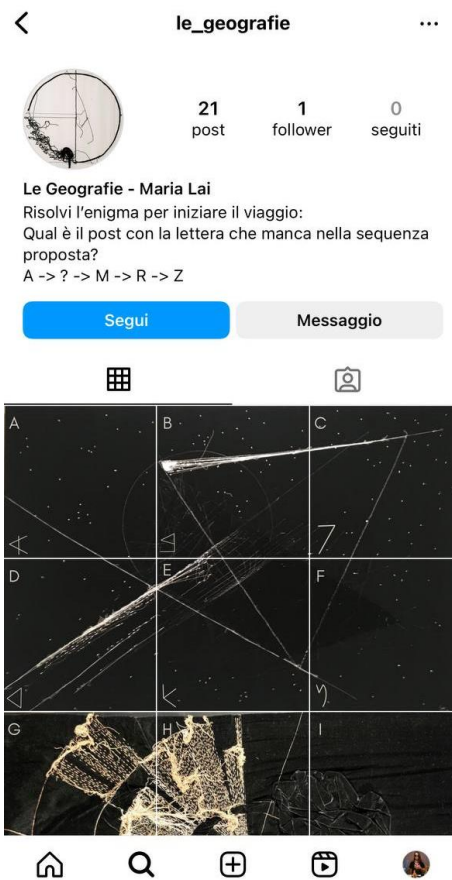 le_geografie
21
post
1
follower
0
seguiti
Le Geografie - Maria Lai
Risolvi l'enigma per iniziare il viaggio:
Qual è il post con la lettera che manca nella sequenza
proposta?
A -> ? -> M -> R -> Z
Segui
Messaggio
A
B
C
D
E
F
G
H
I